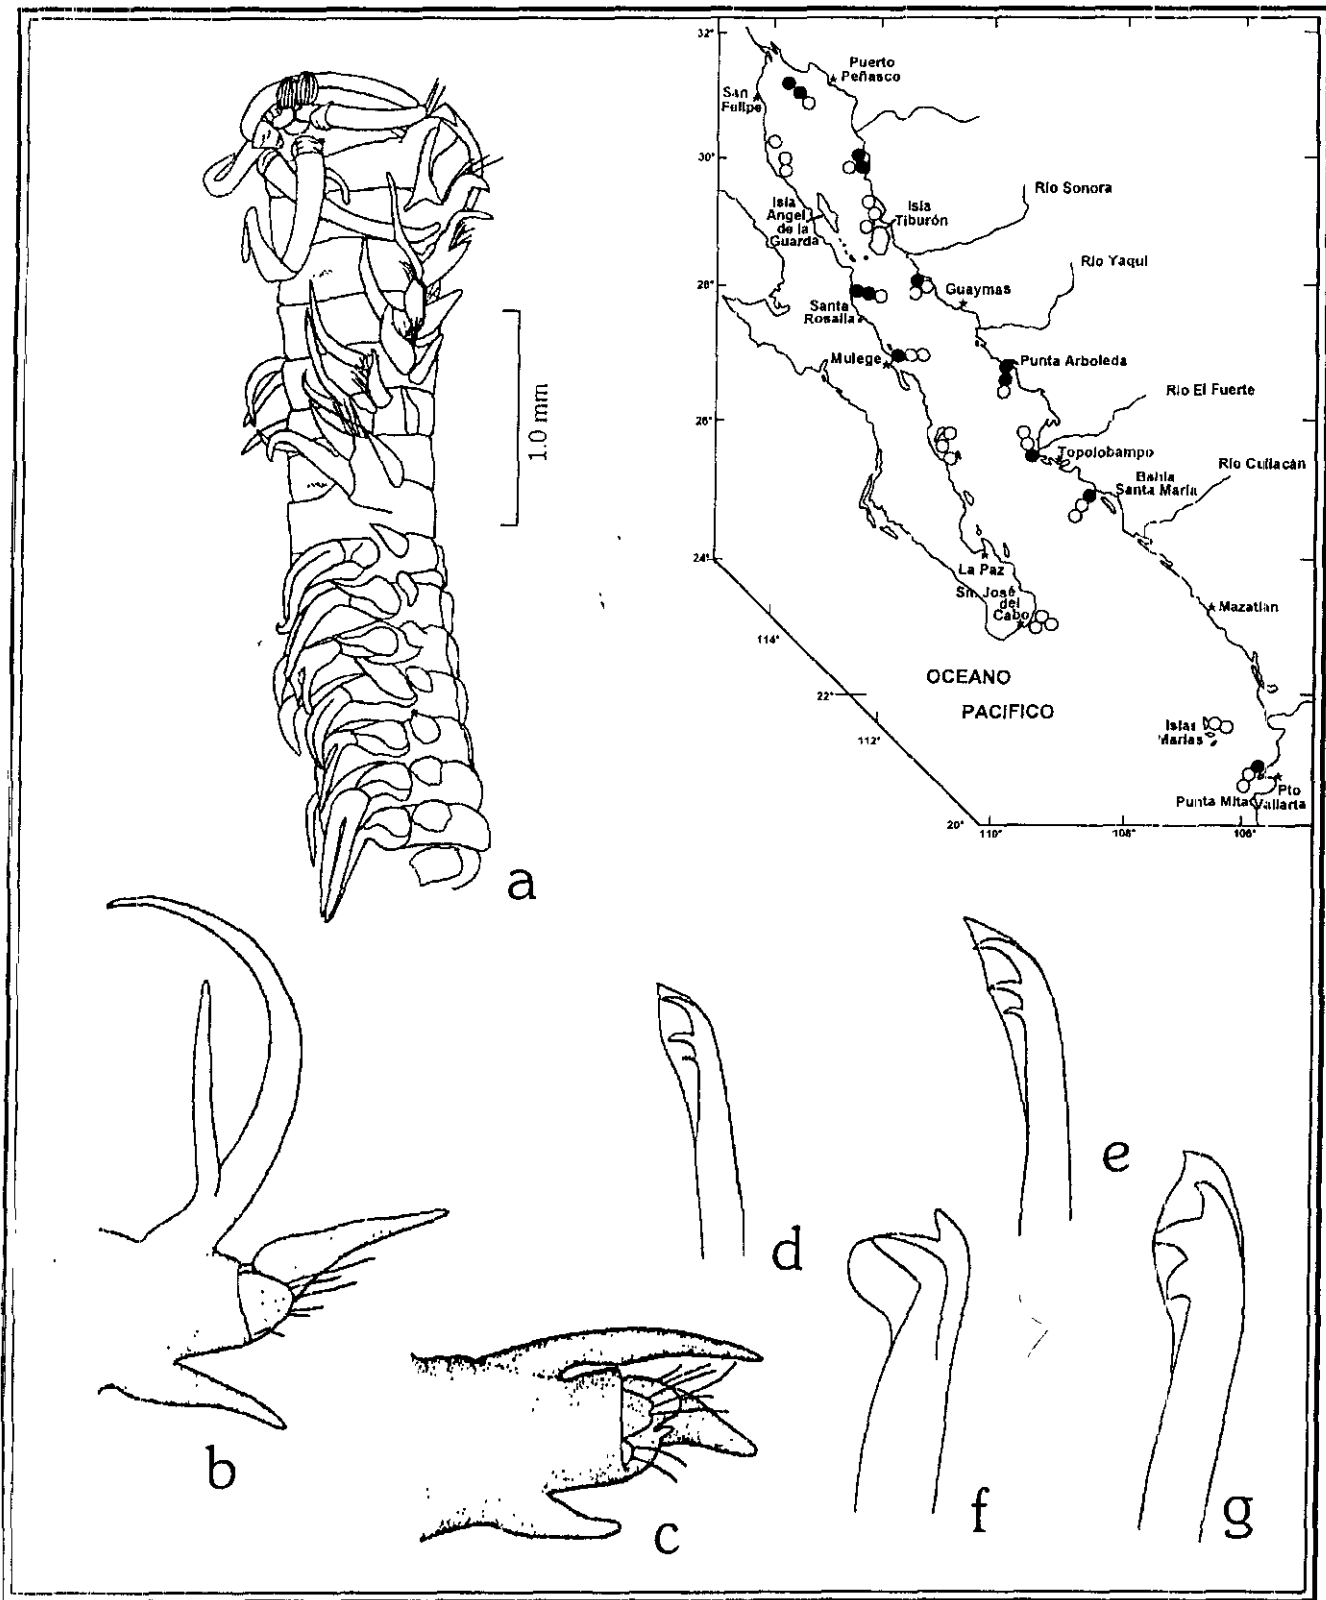 32°
Puerto
Peñasco
San
Felipe
30°
Río Sonora
Isla
Angel
de la
Guarda
Isla
Tiburón
Río Yaqui
28°
Guaymas
Santa
Rosalía
Mulege
Punta Arboleda
Río El Fuerte
26°
Topolobampo
Río Culiacán
Bahía
Santa María
24°
La Paz
Sn. José
del
Cabo
Mazatlan
114°
OCEANO
PACIFICO
22°
112°
Islas
Marías
Pto
Vallarta
Punta Mita
20°
110°
108°
106°
1.0 mm
a
b
c
d
e
f
g